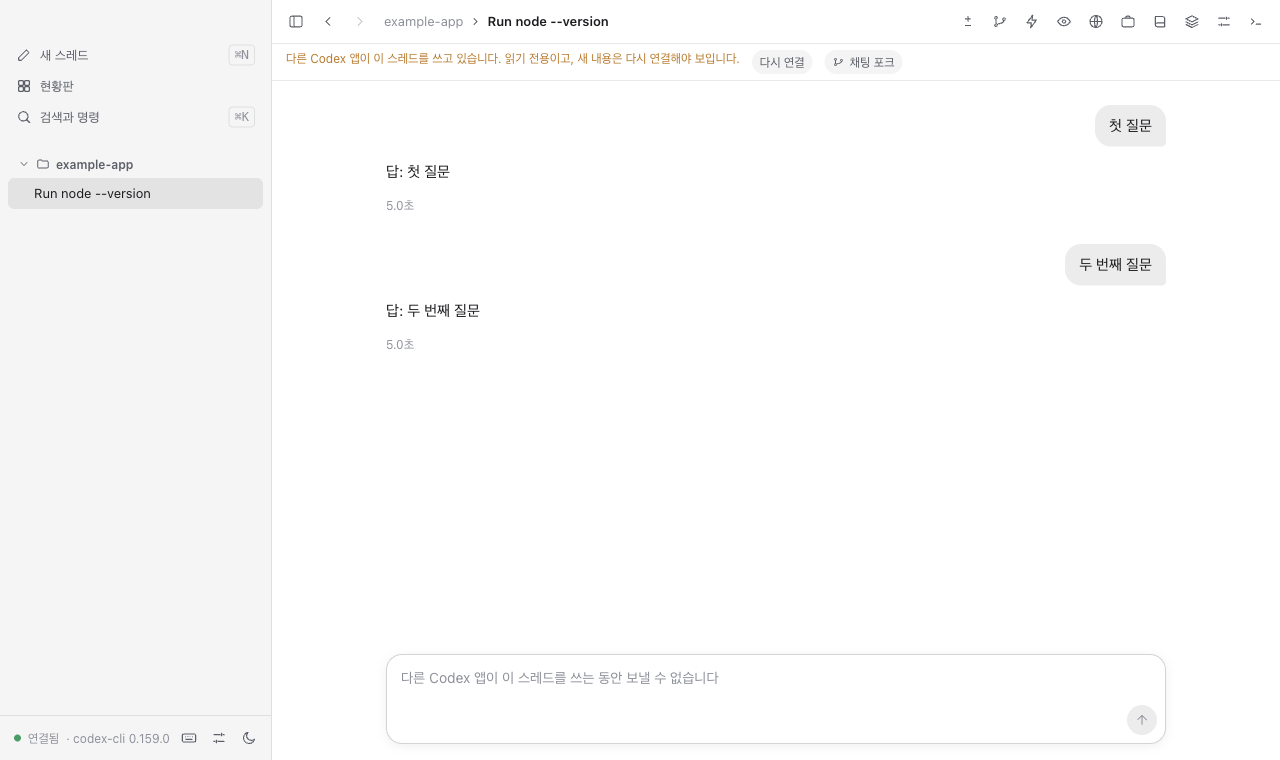 새 스레드 ⌘N
현황판
검색과 명령 ⌘K
example-app
Run node --version
연결됨 · codex-cli 0.159.0
example-app › Run node --version
다른 Codex 앱이 이 스레드를 쓰고 있습니다. 읽기 전용이고, 새 내용은 다시 연결해야 보입니다. 다시 연결 채팅 포크
첫 질문
답: 첫 질문
5.0초
두 번째 질문
답: 두 번째 질문
5.0초
다른 Codex 앱이 이 스레드를 쓰는 동안 보낼 수 없습니다